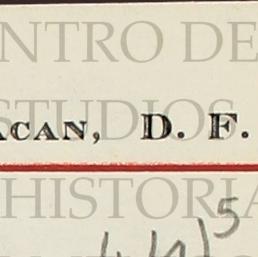 NTRO DE
ACAN, D. F.
STUDIOS
HISTORIA